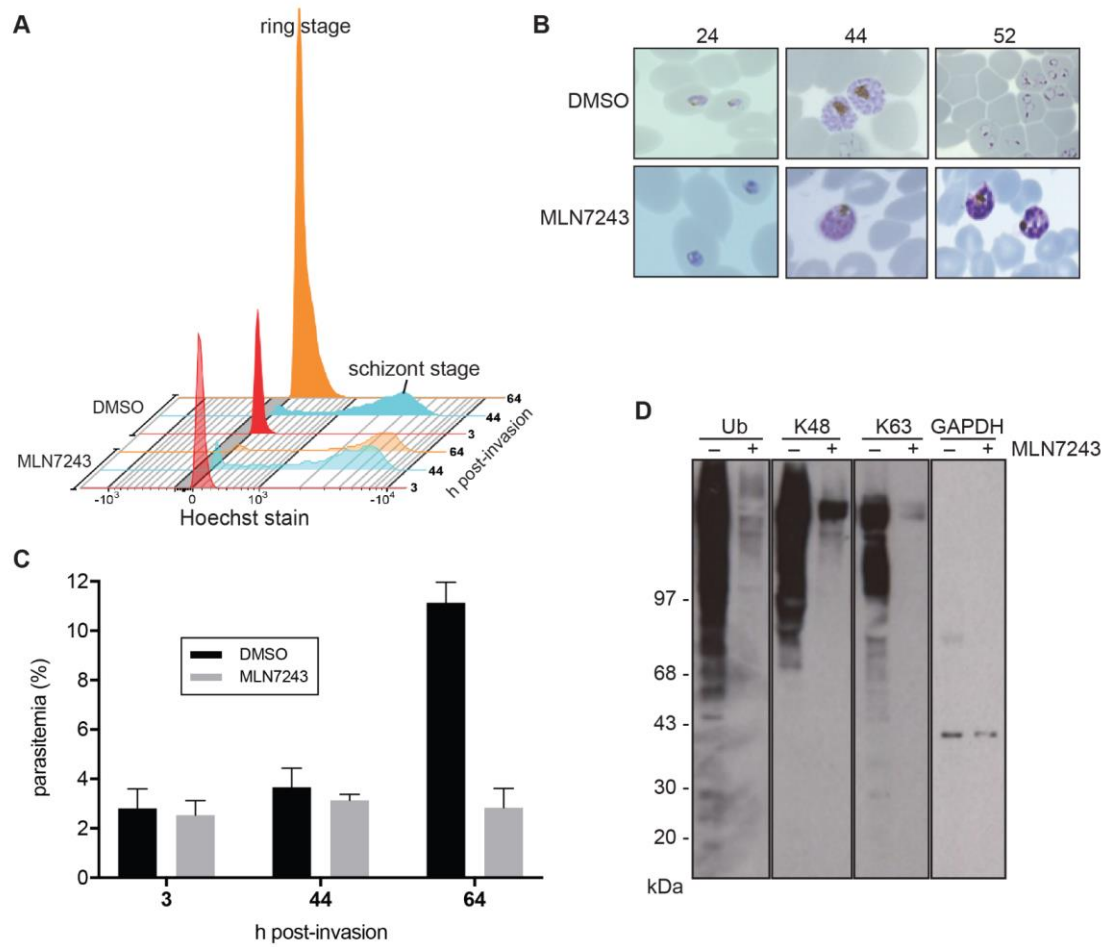 A
ring stage
schizont stage
DMSO
64
44
3
MLN7243
64
44
3
h post-invasion
-10³ 0 10³ -10⁴
Hoechst stain
B
24 44 52
DMSO
MLN7243
C
12
10
8
6
4
2
0
parasitemia (%)
DMSO
MLN7243
3 44 64
h post-invasion
D
Ub K48 K63 GAPDH
– + – + – + – + MLN7243
97 -
68 -
43 -
30 -
20 -
kDa